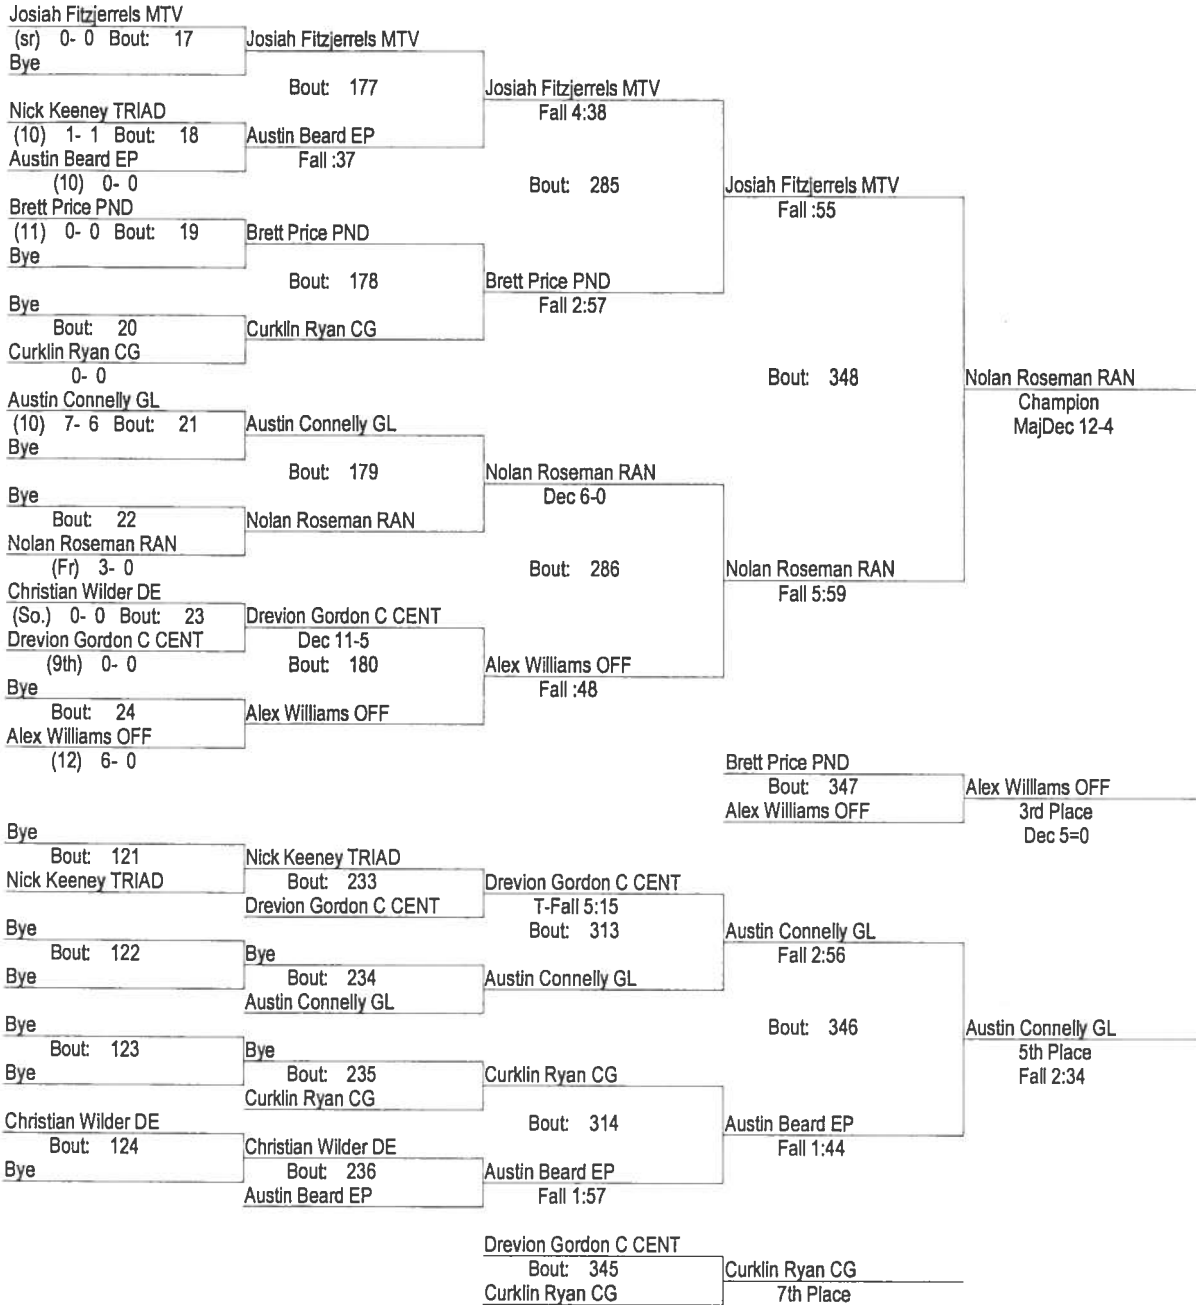 Josiah Fitzjerrels MTV
(sr) 0- 0 Bout: 17
Bye
Josiah Fitzjerrels MTV
Bout: 177
Nick Keeney TRIAD
(10) 1- 1 Bout: 18
Austin Beard EP
(10) 0- 0
Austin Beard EP
Fall :37
Josiah Fitzjerrels MTV
Fall 4:38
Bout: 285
Brett Price PND
(11) 0- 0 Bout: 19
Bye
Brett Price PND
Bout: 178
Bye
Bout: 20
Curklin Ryan CG
0- 0
Curklin Ryan CG
Brett Price PND
Fall 2:57
Josiah Fitzjerrels MTV
Fall :55
Bout: 348
Austin Connelly GL
(10) 7- 6 Bout: 21
Bye
Austin Connelly GL
Bout: 179
Bye
Bout: 22
Nolan Roseman RAN
(Fr) 3- 0
Nolan Roseman RAN
Nolan Roseman RAN
Dec 6-0
Bout: 286
Christian Wilder DE
(So.) 0- 0 Bout: 23
Drevion Gordon C CENT
(9th) 0- 0
Drevion Gordon C CENT
Dec 11-5
Bout: 180
Bye
Bout: 24
Alex Williams OFF
(12) 6- 0
Alex Williams OFF
Alex Williams OFF
Fall :48
Nolan Roseman RAN
Fall 5:59
Nolan Roseman RAN
Champion
MajDec 12-4
Brett Price PND
Bout: 347
Alex Williams OFF
Alex Williams OFF
3rd Place
Dec 5=0
Bye
Bout: 121
Nick Keeney TRIAD
Nick Keeney TRIAD
Bout: 233
Drevion Gordon C CENT
Drevion Gordon C CENT
T-Fall 5:15
Bout: 313
Bye
Bout: 122
Bye
Bye
Bout: 234
Austin Connelly GL
Austin Connelly GL
Austin Connelly GL
Fall 2:56
Bout: 346
Bye
Bout: 123
Bye
Bye
Bout: 235
Curklin Ryan CG
Curklin Ryan CG
Bout: 314
Christian Wilder DE
Bout: 124
Bye
Christian Wilder DE
Bout: 236
Austin Beard EP
Austin Beard EP
Fall 1:57
Austin Beard EP
Fall 1:44
Austin Connelly GL
5th Place
Fall 2:34
Drevion Gordon C CENT
Bout: 345
Curklin Ryan CG
Curklin Ryan CG
7th Place